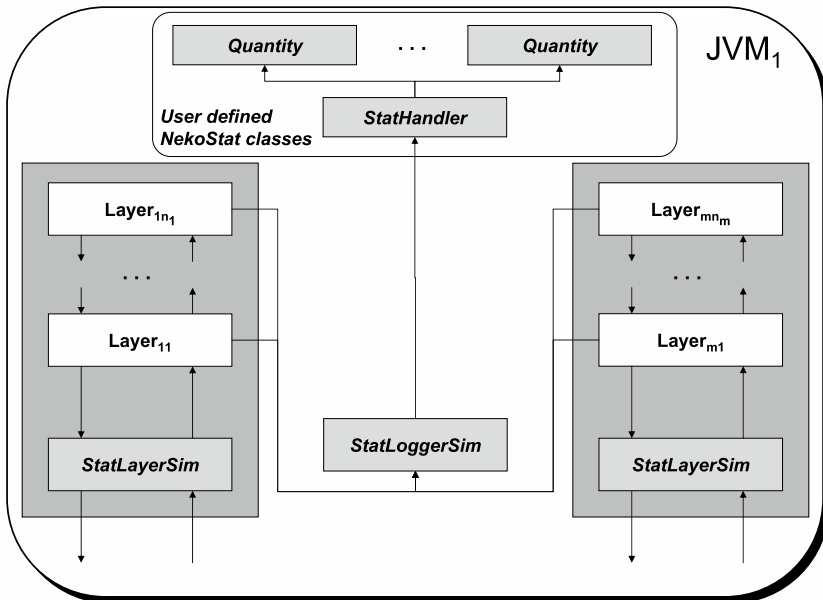 Quantity
. . .
Quantity
JVM1
User defined
NekoStat classes
StatHandler
Layer1n1
Layermnm
. . .
. . .
Layer11
Layerm1
StatLoggerSim
StatLayerSim
StatLayerSim